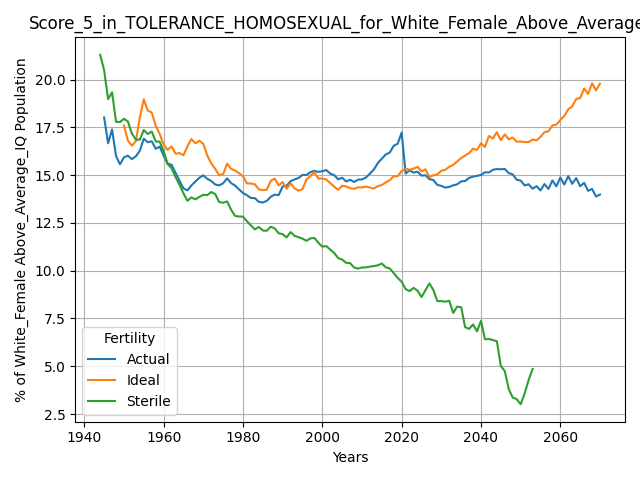 Score_5_in_TOLERANCE_HOMOSEXUAL_for_White_Female_Above_Average
% of White_Female Above_Average_IQ Population
20.0
17.5
15.0
12.5
10.0
7.5
5.0
2.5
Fertility
Actual
Ideal
Sterile
1940 1960 1980 2000 2020 2040 2060
Years